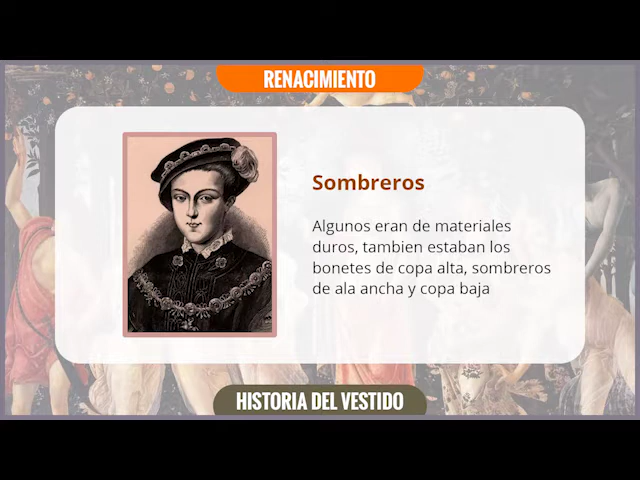 RENACIMIENTO
Sombreros
Algunos eran de materiales
duros, tambien estaban los
bonetes de copa alta, sombreros
de ala ancha y copa baja
HISTORIA DEL VESTIDO